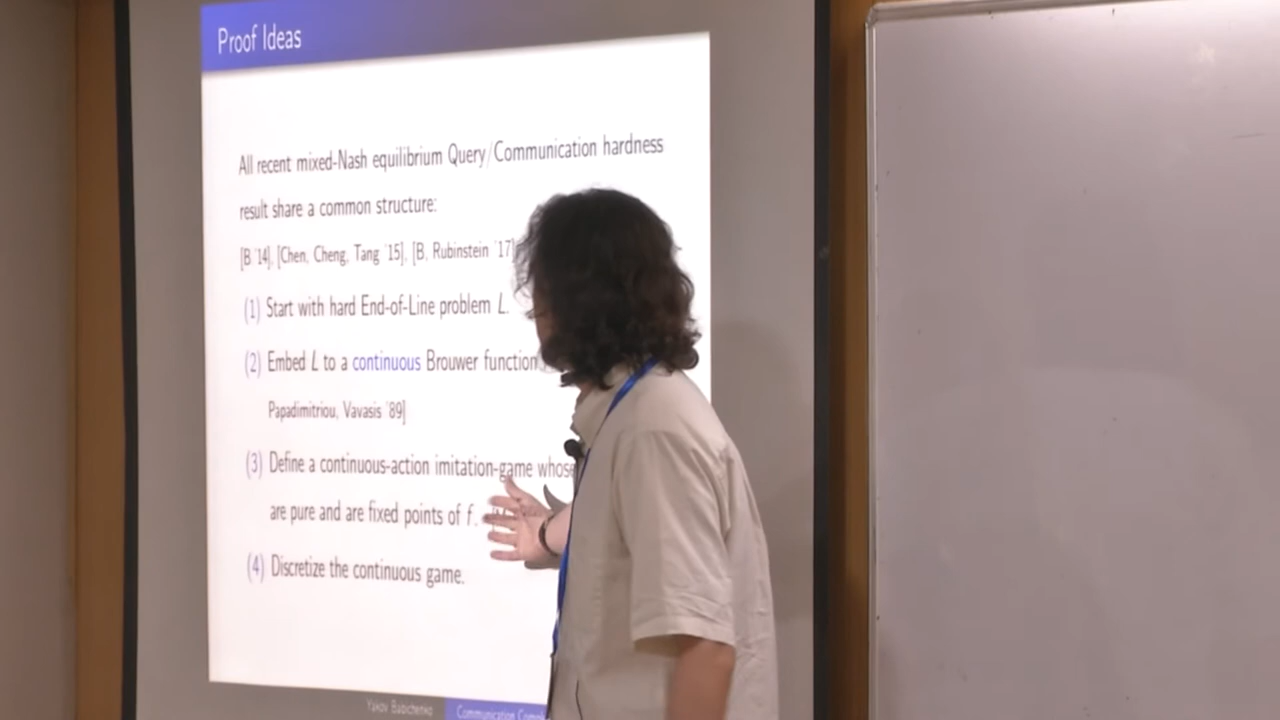 Proof Ideas
All recent mixed-Nash equilibrium Query/Communication hardness
result share a common structure:
[B '14], [Chen, Cheng, Tang '15], [B, Rubinstein '17]
(1) Start with hard End-of-Line problem L.
(2) Embed L to a continuous Brouwer function
Papadimitriou, Vavasis '89]
(3) Define a continuous-action imitation-game whose
are pure and are fixed points of f.
(4) Discretize the continuous game.
Yakov Babichenko
Communication